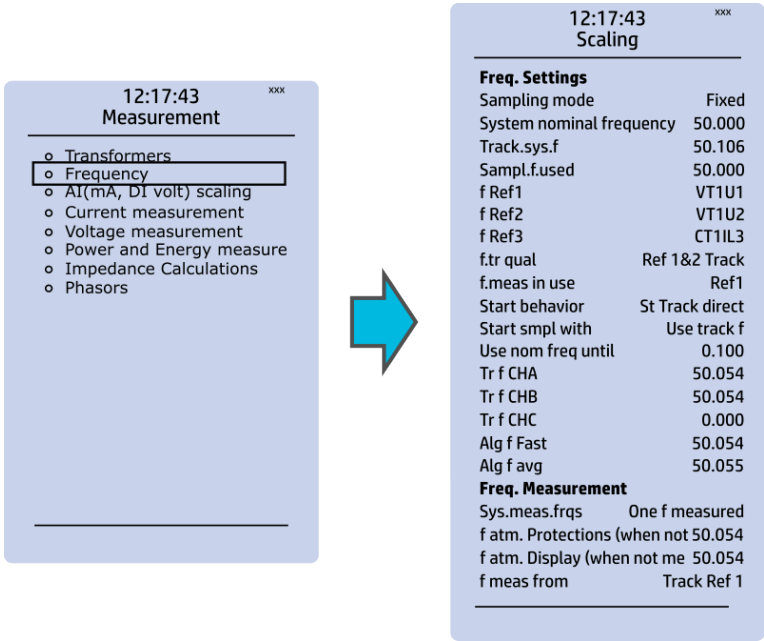 12:17:43
xxx
Measurement
Transformers
Frequency
AI(mA, DI volt) scaling
Current measurement
Voltage measurement
Power and Energy measure
Impedance Calculations
Phasors
12:17:43
xxx
Scaling
Freq. Settings
Sampling mode Fixed
System nominal frequency 50.000
Track.sys.f 50.106
Sampl.f.used 50.000
f Ref1 VT1U1
f Ref2 VT1U2
f Ref3 CT1IL3
f.tr qual Ref 1&2 Track
f.meas in use Ref1
Start behavior St Track direct
Start smpl with Use track f
Use nom freq until 0.100
Tr f CHA 50.054
Tr f CHB 50.054
Tr f CHC 0.000
Alg f Fast 50.054
Alg f avg 50.055
Freq. Measurement
Sys.meas.frqs One f measured
f atm. Protections (when not 50.054
f atm. Display (when not me 50.054
f meas from Track Ref 1